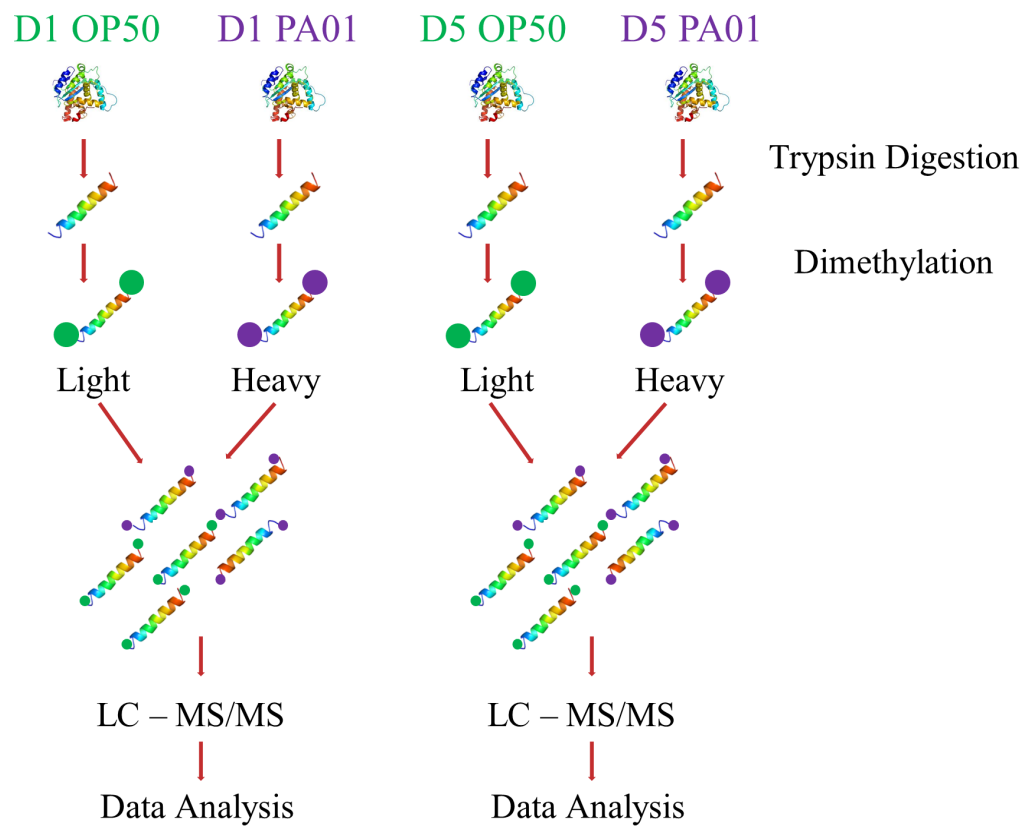 D1 OP50
D1 PA01
D5 OP50
D5 PA01
Trypsin Digestion
Dimethylation
Light
Heavy
Light
Heavy
LC – MS/MS
LC – MS/MS
Data Analysis
Data Analysis